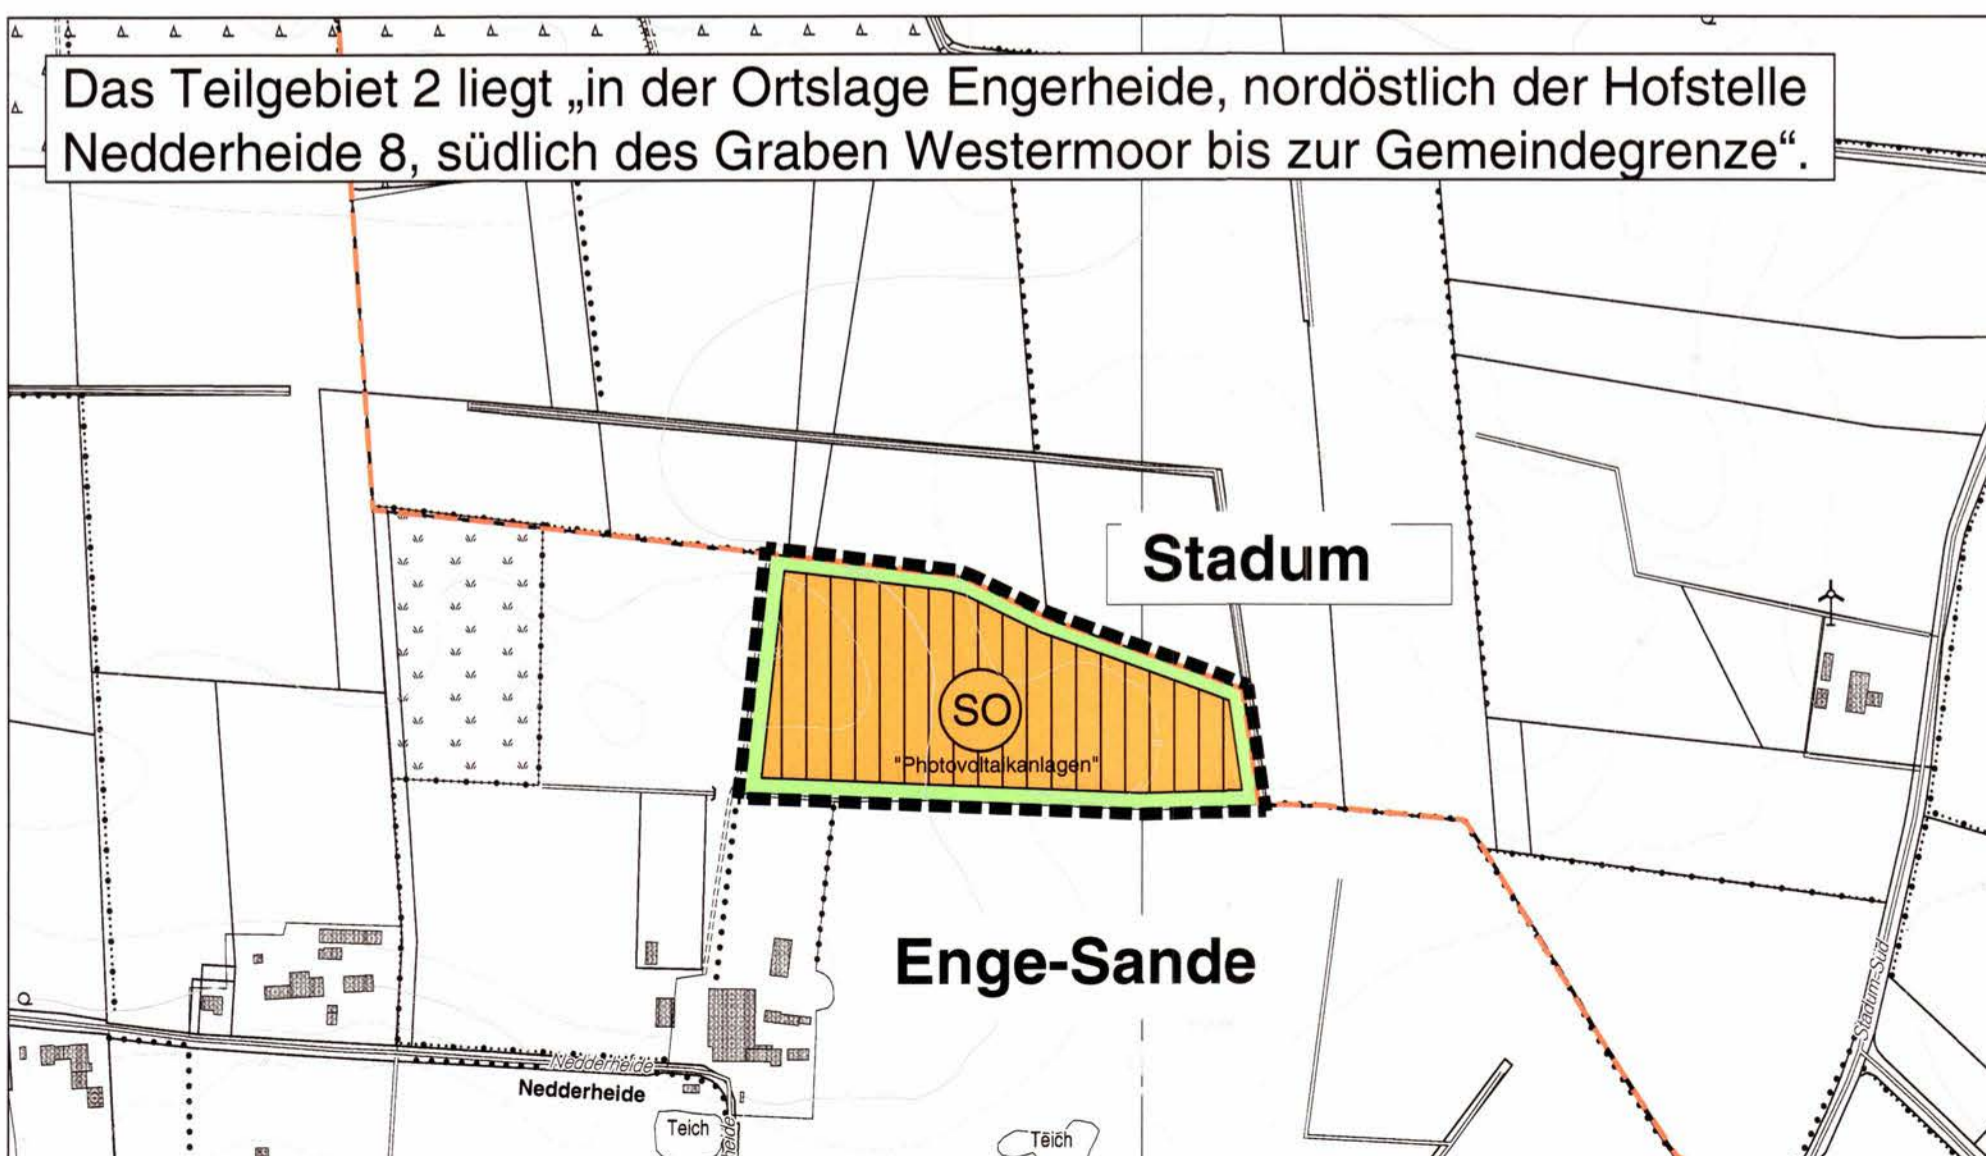 Das Teilgebiet 2 liegt „in der Ortslage Engerheide, nordöstlich der Hofstelle
Nedderheide 8, südlich des Graben Westermoor bis zur Gemeindegrenze“.
Stadum
SO
"Photovoltaikanlagen"
Enge-Sande
Stadum-Süd
Nedderheide
Nedderheide
Teich
Teich